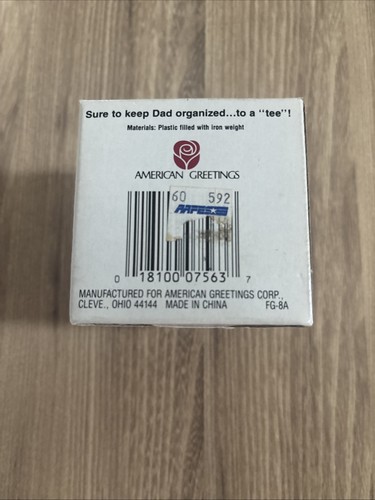 Sure to keep Dad organized...to a "tee"!
Materials: Plastic filled with iron weight
AMERICAN GREETINGS
60 592
AAFES
0 18100 07563 7
MANUFACTURED FOR AMERICAN GREETINGS CORP.,
CLEVE., OHIO 44144 MADE IN CHINA FG-8A